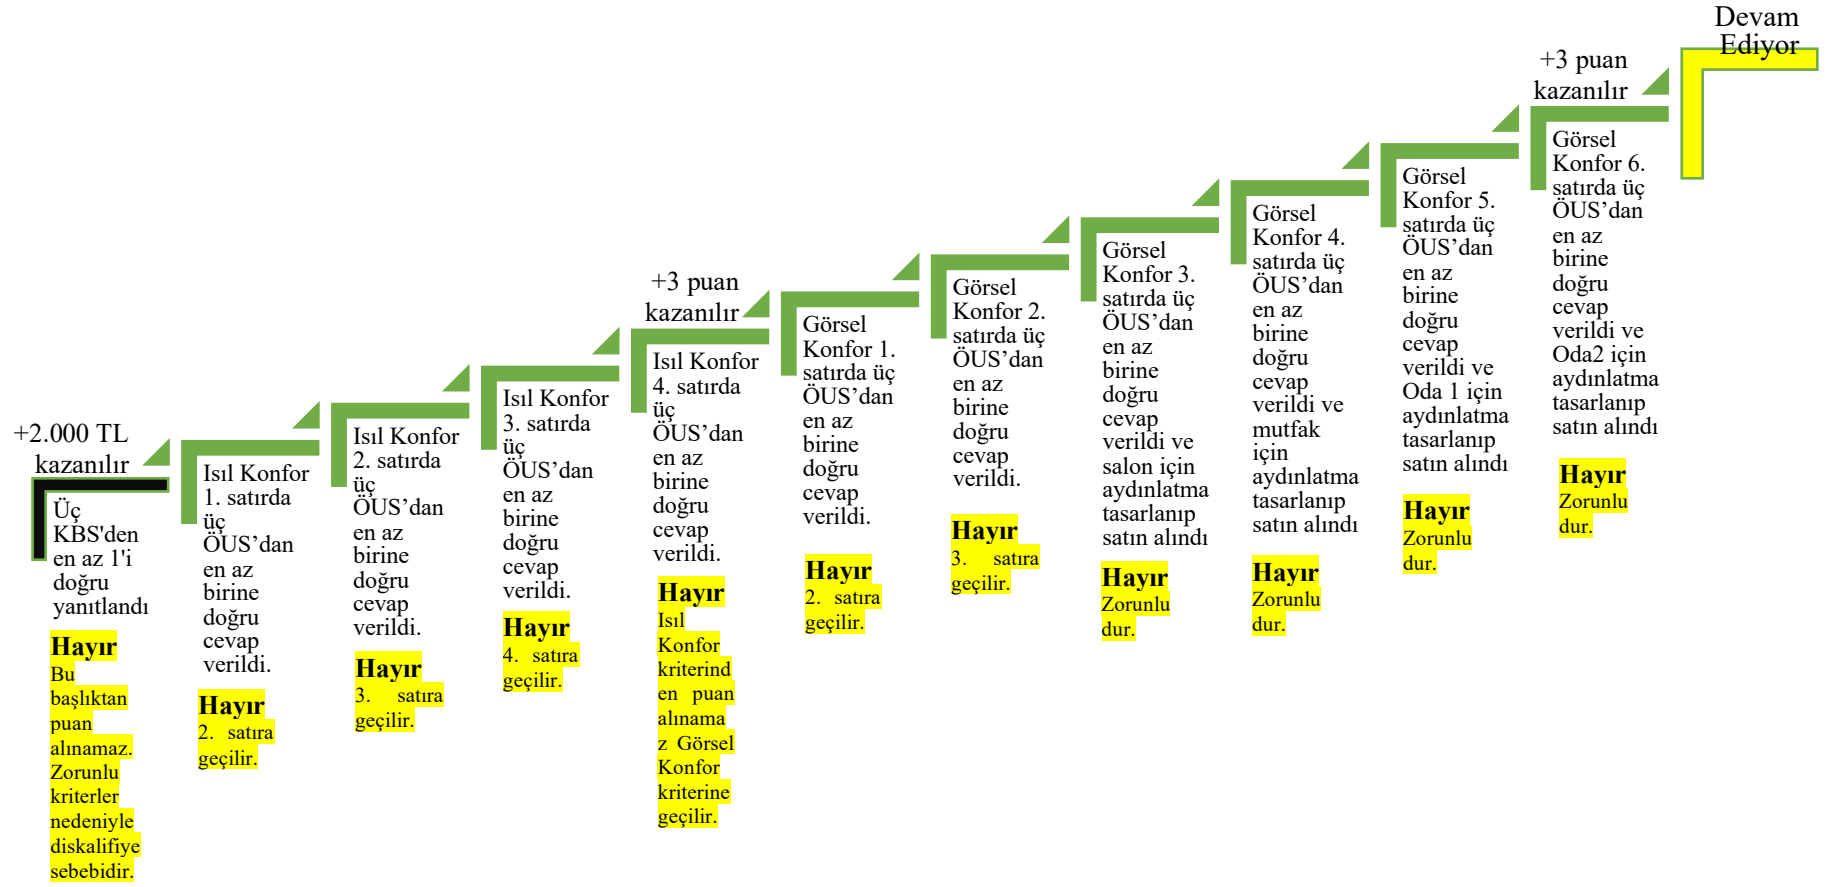 +2.000 TL
kazanılır
Üç
KBS'den
en az 1'i
doğru
yanıtlandı
Hayır
Bu
başlıktan
puan
alınamaz.
Zorunlu
kriterler
nedeniyle
diskalifiye
sebebidir.
Isıl Konfor
1. satırda
üç
ÖUS’dan
en az
birine
doğru
cevap
verildi.
Hayır
2. satıra
geçilir.
Isıl Konfor
2. satırda
üç
ÖUS’dan
en az
birine
doğru
cevap
verildi.
Hayır
3. satıra
geçilir.
Isıl Konfor
3. satırda
üç
ÖUS’dan
en az
birine
doğru
cevap
verildi.
Hayır
4. satıra
geçilir.
+3 puan
kazanılır
Isıl Konfor
4. satırda
üç
ÖUS’dan
en az
birine
doğru
cevap
verildi.
Hayır
Isıl
Konfor
kriterind
en puan
alınama
z Görsel
Konfor
kriterine
geçilir.
Görsel
Konfor 1.
satırda üç
ÖUS’dan
en az
birine
doğru
cevap
verildi.
Hayır
2. satıra
geçilir.
Görsel
Konfor 2.
satırda üç
ÖUS’dan
en az
birine
doğru
cevap
verildi.
Hayır
3. satıra
geçilir.
Görsel
Konfor 3.
satırda üç
ÖUS’dan
en az
birine
doğru
cevap
verildi ve
salon için
aydınlatma
tasarlanıp
satın alındı
Hayır
Zorunlu
dur.
Görsel
Konfor 4.
satırda üç
ÖUS’dan
en az
birine
doğru
cevap
verildi ve
mutfak
için
aydınlatma
tasarlanıp
satın alındı
Hayır
Zorunlu
dur.
Görsel
Konfor 5.
satırda üç
ÖUS’dan
en az
birine
doğru
cevap
verildi ve
Oda 1 için
aydınlatma
tasarlanıp
satın alındı
Hayır
Zorunlu
dur.
+3 puan
kazanılır
Görsel
Konfor 6.
satırda üç
ÖUS’dan
en az
birine
doğru
cevap
verildi ve
Oda2 için
aydınlatma
tasarlanıp
satın alındı
Hayır
Zorunlu
dur.
Devam
Ediyor